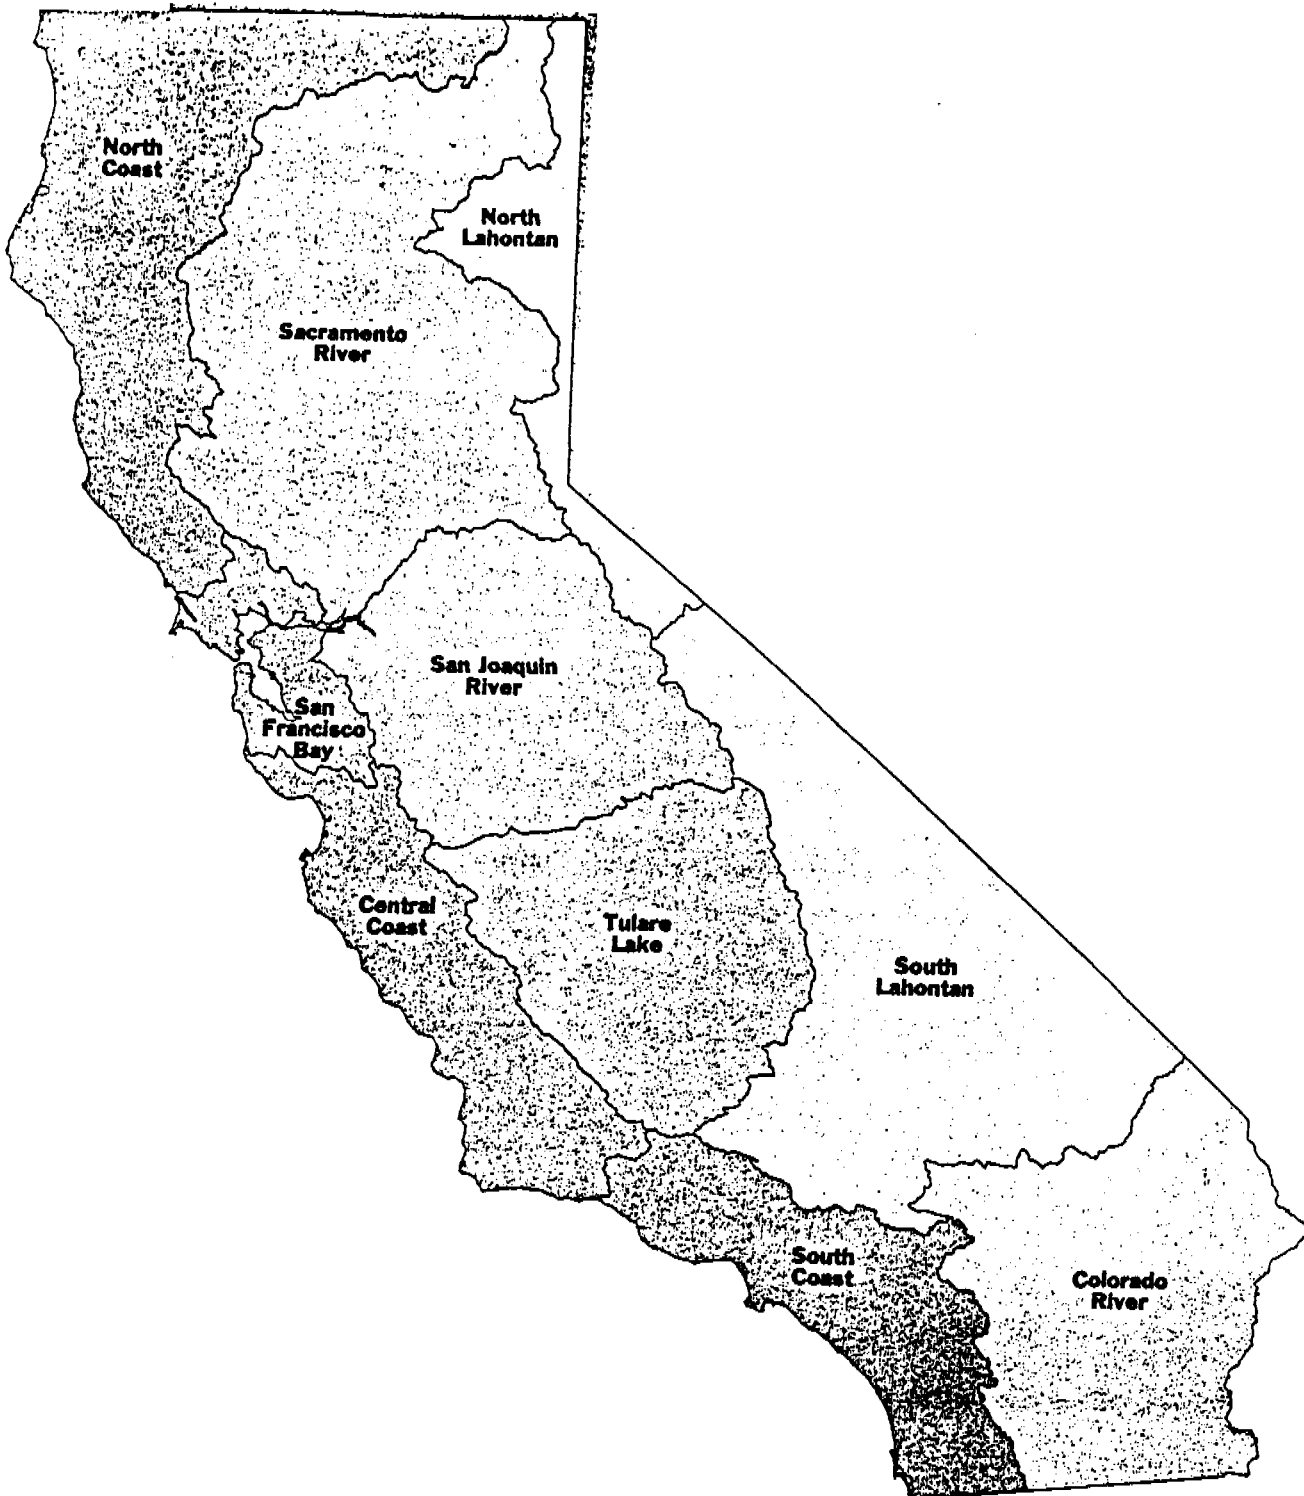 North
Coast
North
Lahontan
Sacramento
River
San Joaquin
River
San
Francisco
Bay
Central
Coast
Tulare
Lake
South
Lahontan
South
Coast
Colorado
River